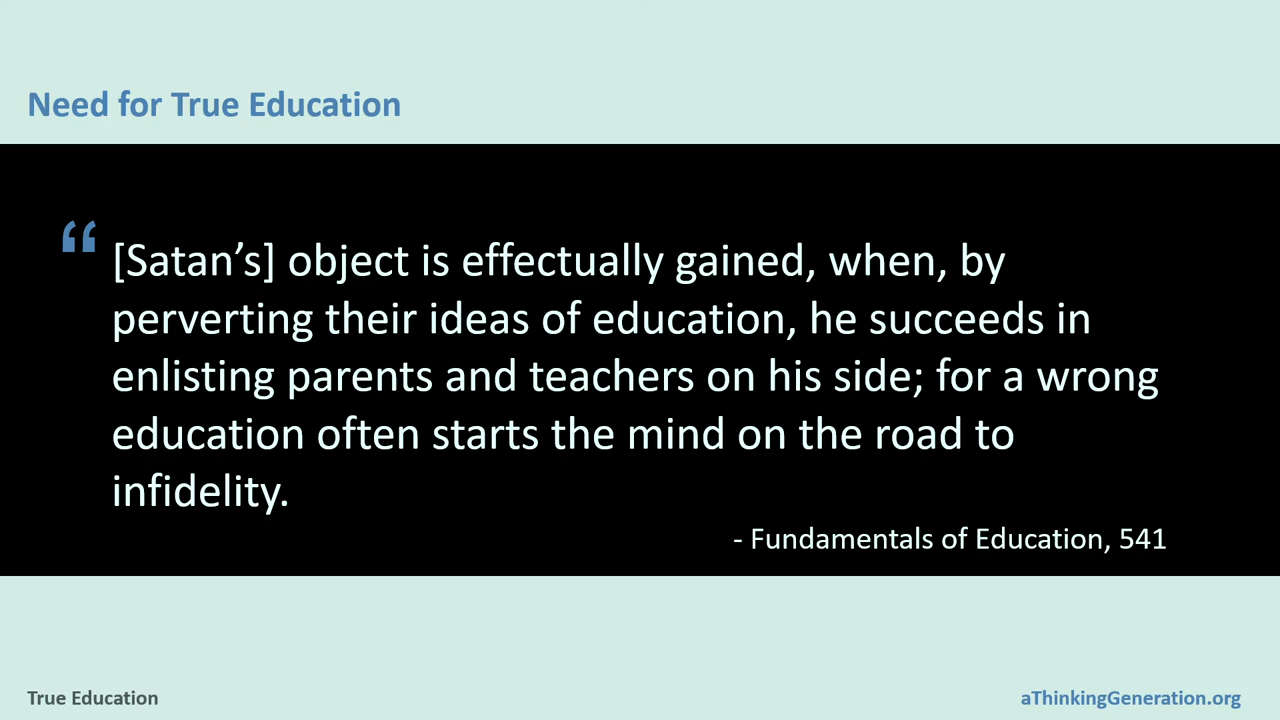 Need for True Education
“
[Satan’s] object is effectually gained, when, by
perverting their ideas of education, he succeeds in
enlisting parents and teachers on his side; for a wrong
education often starts the mind on the road to
infidelity.
- Fundamentals of Education, 541
True Education
aThinkingGeneration.org